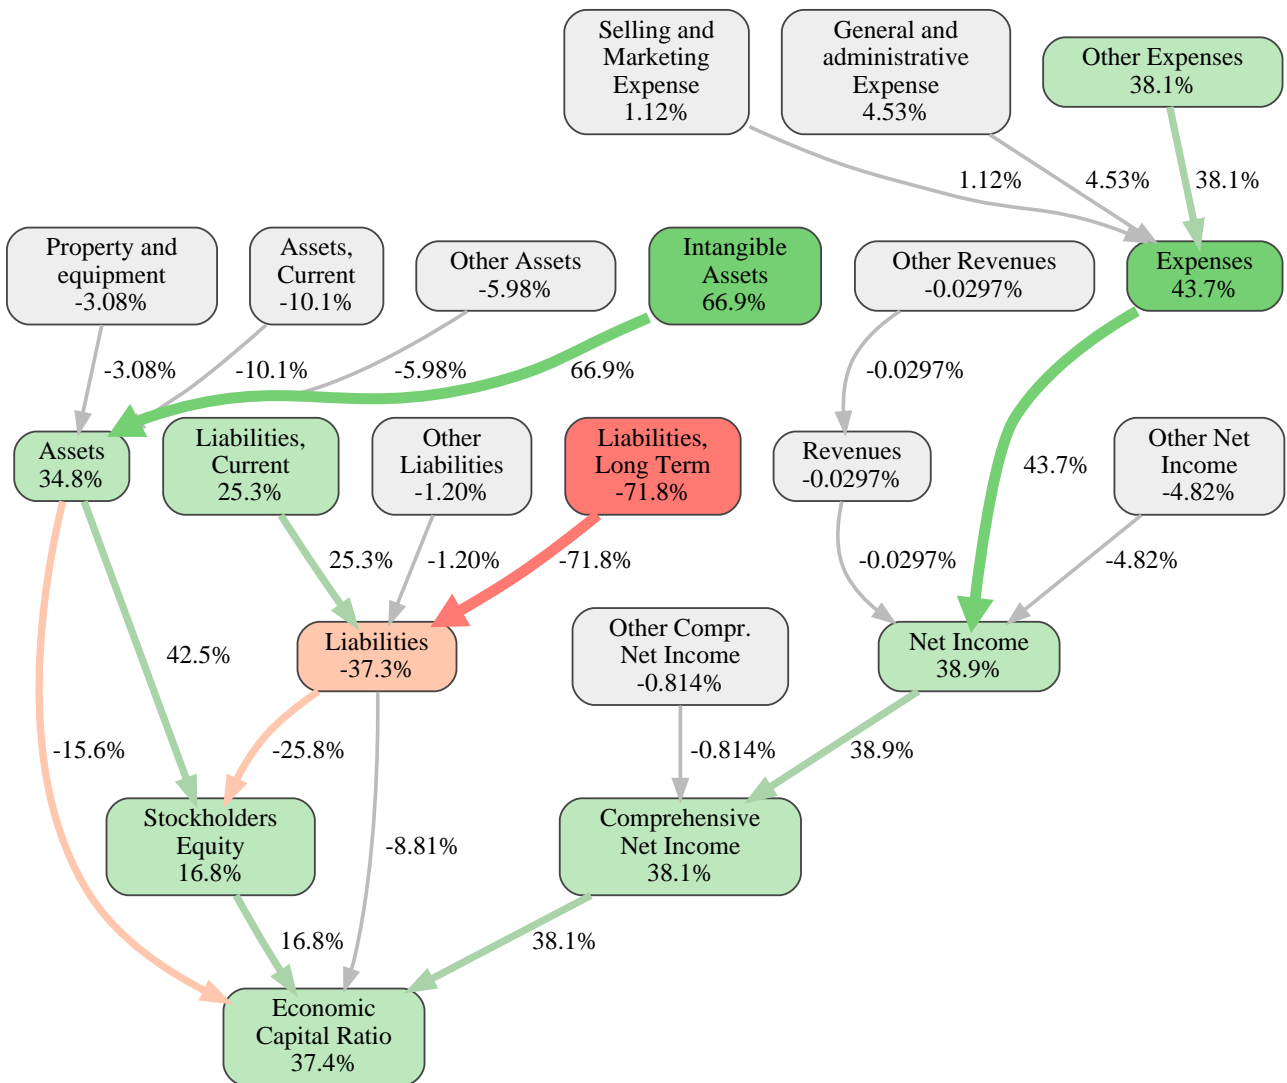 Selling and
Marketing
Expense
1.12%
General and
administrative
Expense
4.53%
Other Expenses
38.1%
1.12%
4.53%
38.1%
Property and
equipment
-3.08%
Assets,
Current
-10.1%
Other Assets
-5.98%
Intangible
Assets
66.9%
Other Revenues
-0.0297%
Expenses
43.7%
-3.08%
-10.1%
-5.98%
66.9%
-0.0297%
43.7%
Assets
34.8%
Liabilities,
Current
25.3%
Other
Liabilities
-1.20%
Liabilities,
Long Term
-71.8%
Revenues
-0.0297%
Other Net
Income
-4.82%
25.3%
-1.20%
-71.8%
-0.0297%
-4.82%
42.5%
Liabilities
-37.3%
Other Compr.
Net Income
-0.814%
Net Income
38.9%
-15.6%
-25.8%
-8.81%
-0.814%
38.9%
Stockholders
Equity
16.8%
Comprehensive
Net Income
38.1%
16.8%
38.1%
Economic
Capital Ratio
37.4%